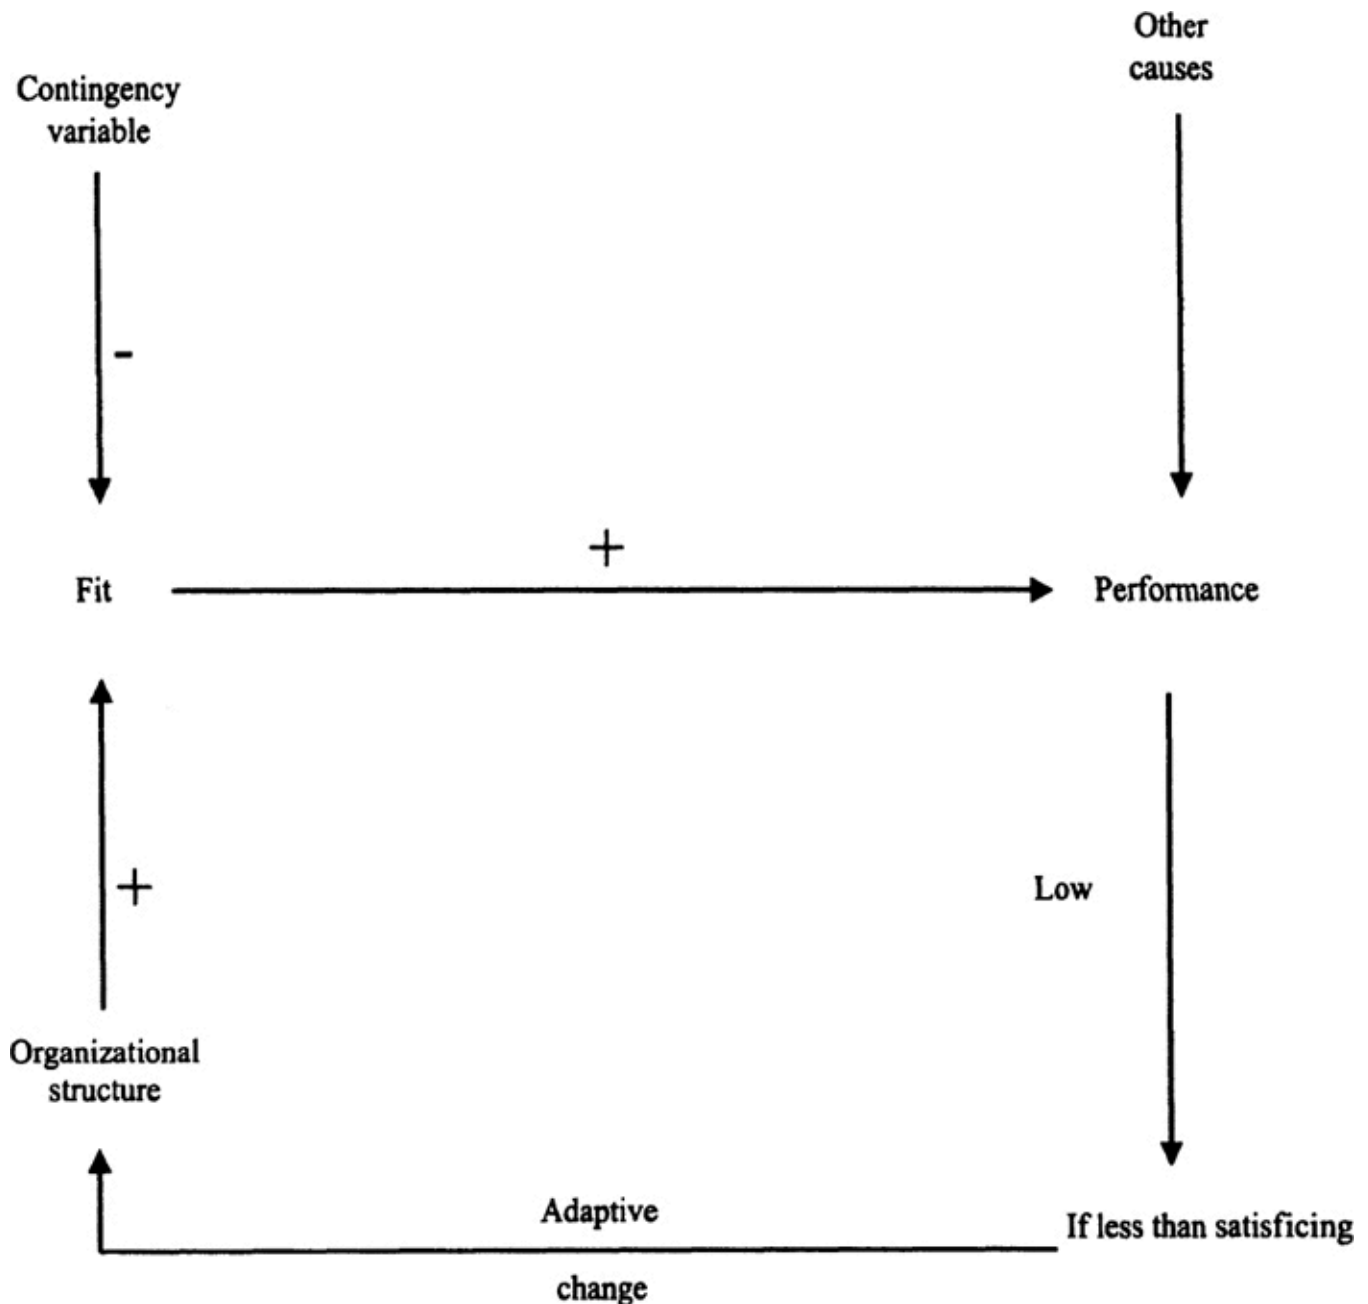 Other
causes
Contingency
variable
-
+
Fit
Performance
+
Low
Organizational
structure
Adaptive
If less than satisficing
change